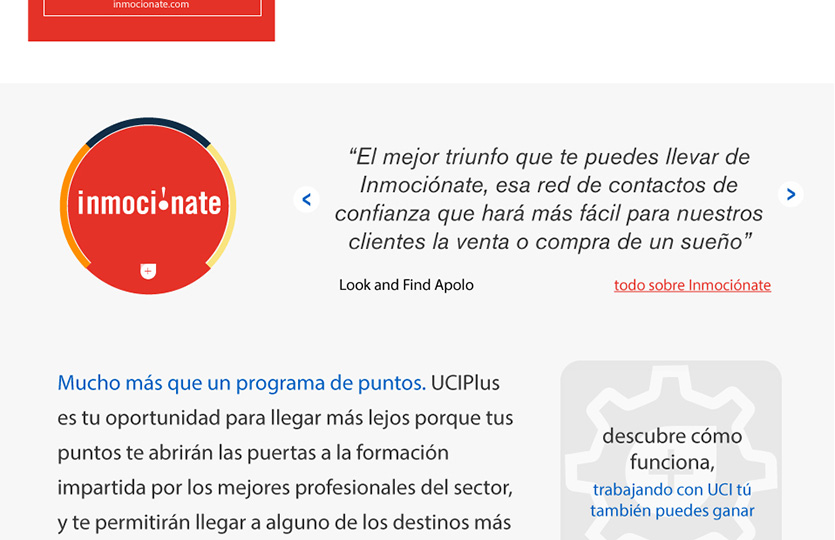 inmocionate.com
inmoci!nate
“El mejor triunfo que te puedes llevar de
Inmociónate, esa red de contactos de
confianza que hará más fácil para nuestros
clientes la venta o compra de un sueño”
<
>
Look and Find Apolo
todo sobre Inmociónate
Mucho más que un programa de puntos. UCIPlus
es tu oportunidad para llegar más lejos porque tus
puntos te abrirán las puertas a la formación
impartida por los mejores profesionales del sector,
y te permitirán llegar a alguno de los destinos más
descubre cómo
funciona,
trabajando con UCI tú
también puedes ganar